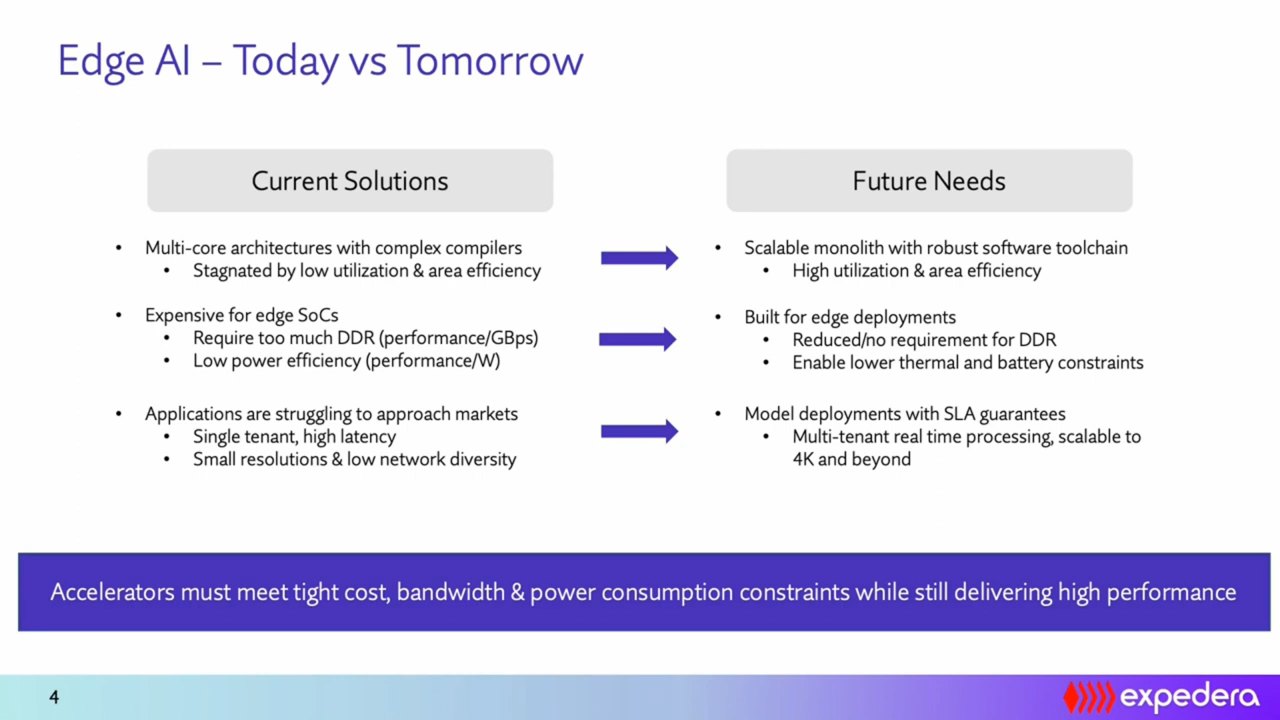 Edge AI – Today vs Tomorrow
Current Solutions
• Multi-core architectures with complex compilers
• Stagnated by low utilization & area efficiency
• Expensive for edge SoCs
• Require too much DDR (performance/GBps)
• Low power efficiency (performance/W)
• Applications are struggling to approach markets
• Single tenant, high latency
• Small resolutions & low network diversity
Future Needs
• Scalable monolith with robust software toolchain
• High utilization & area efficiency
• Built for edge deployments
• Reduced/no requirement for DDR
• Enable lower thermal and battery constraints
• Model deployments with SLA guarantees
• Multi-tenant real time processing, scalable to
4K and beyond
Accelerators must meet tight cost, bandwidth & power consumption constraints while still delivering high performance
4
expedera